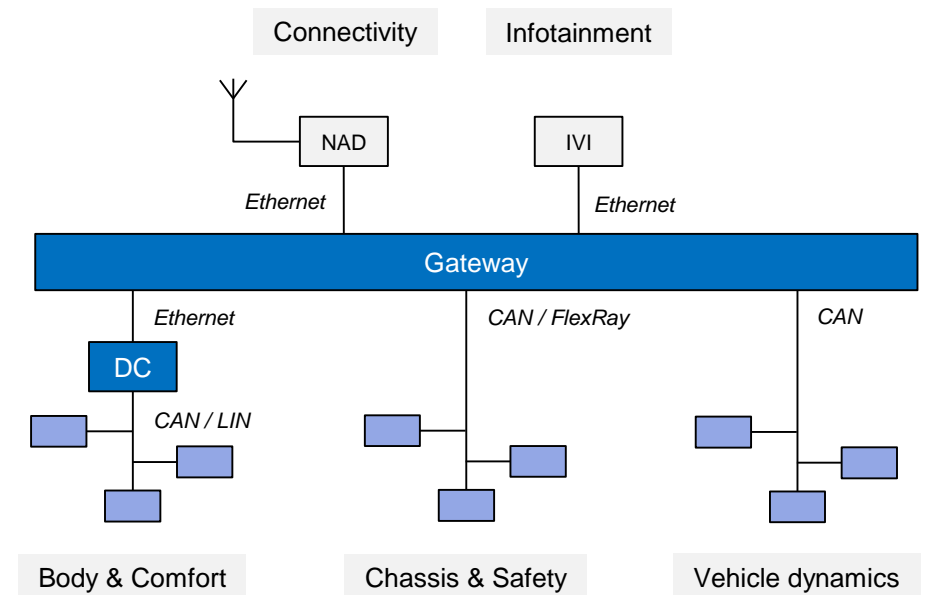 Connectivity
Infotainment
NAD
IVI
Ethernet
Ethernet
Gateway
Ethernet
CAN / FlexRay
CAN
DC
CAN / LIN
Body & Comfort
Chassis & Safety
Vehicle dynamics